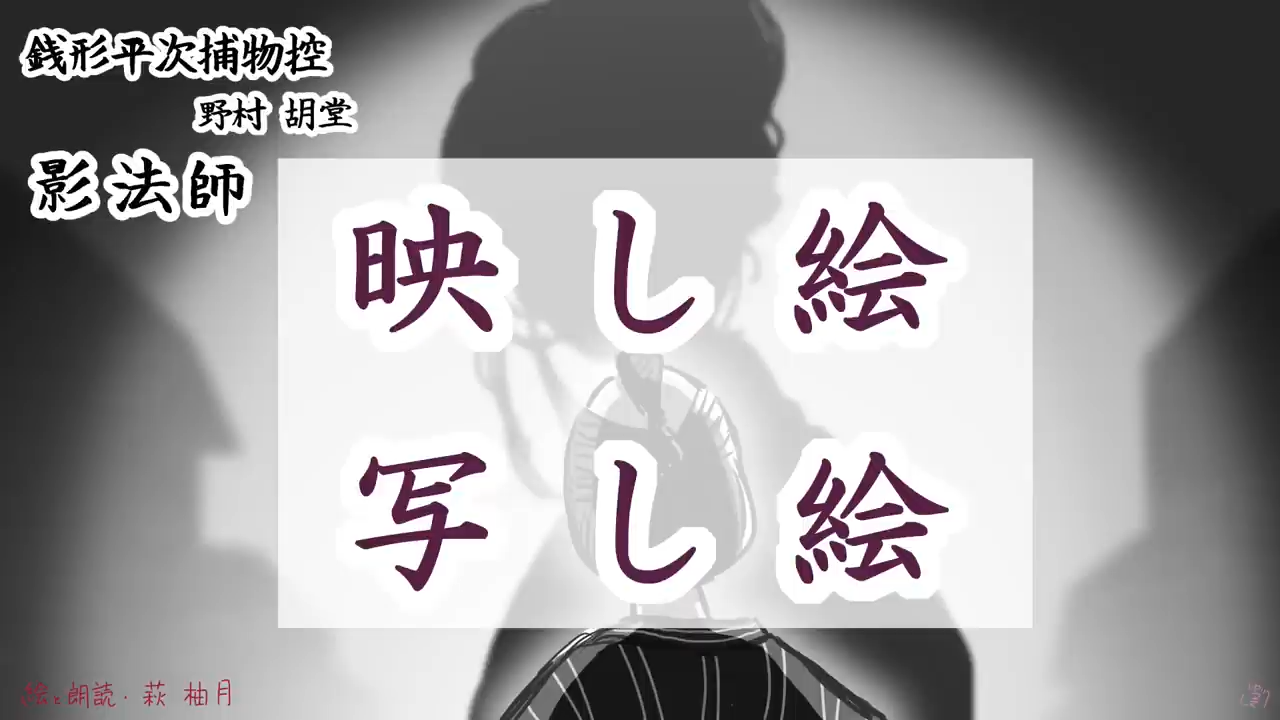 銭形平次捕物控
野村 胡堂
影法師
映し絵
写し絵
絵と朗読・萩 柚月